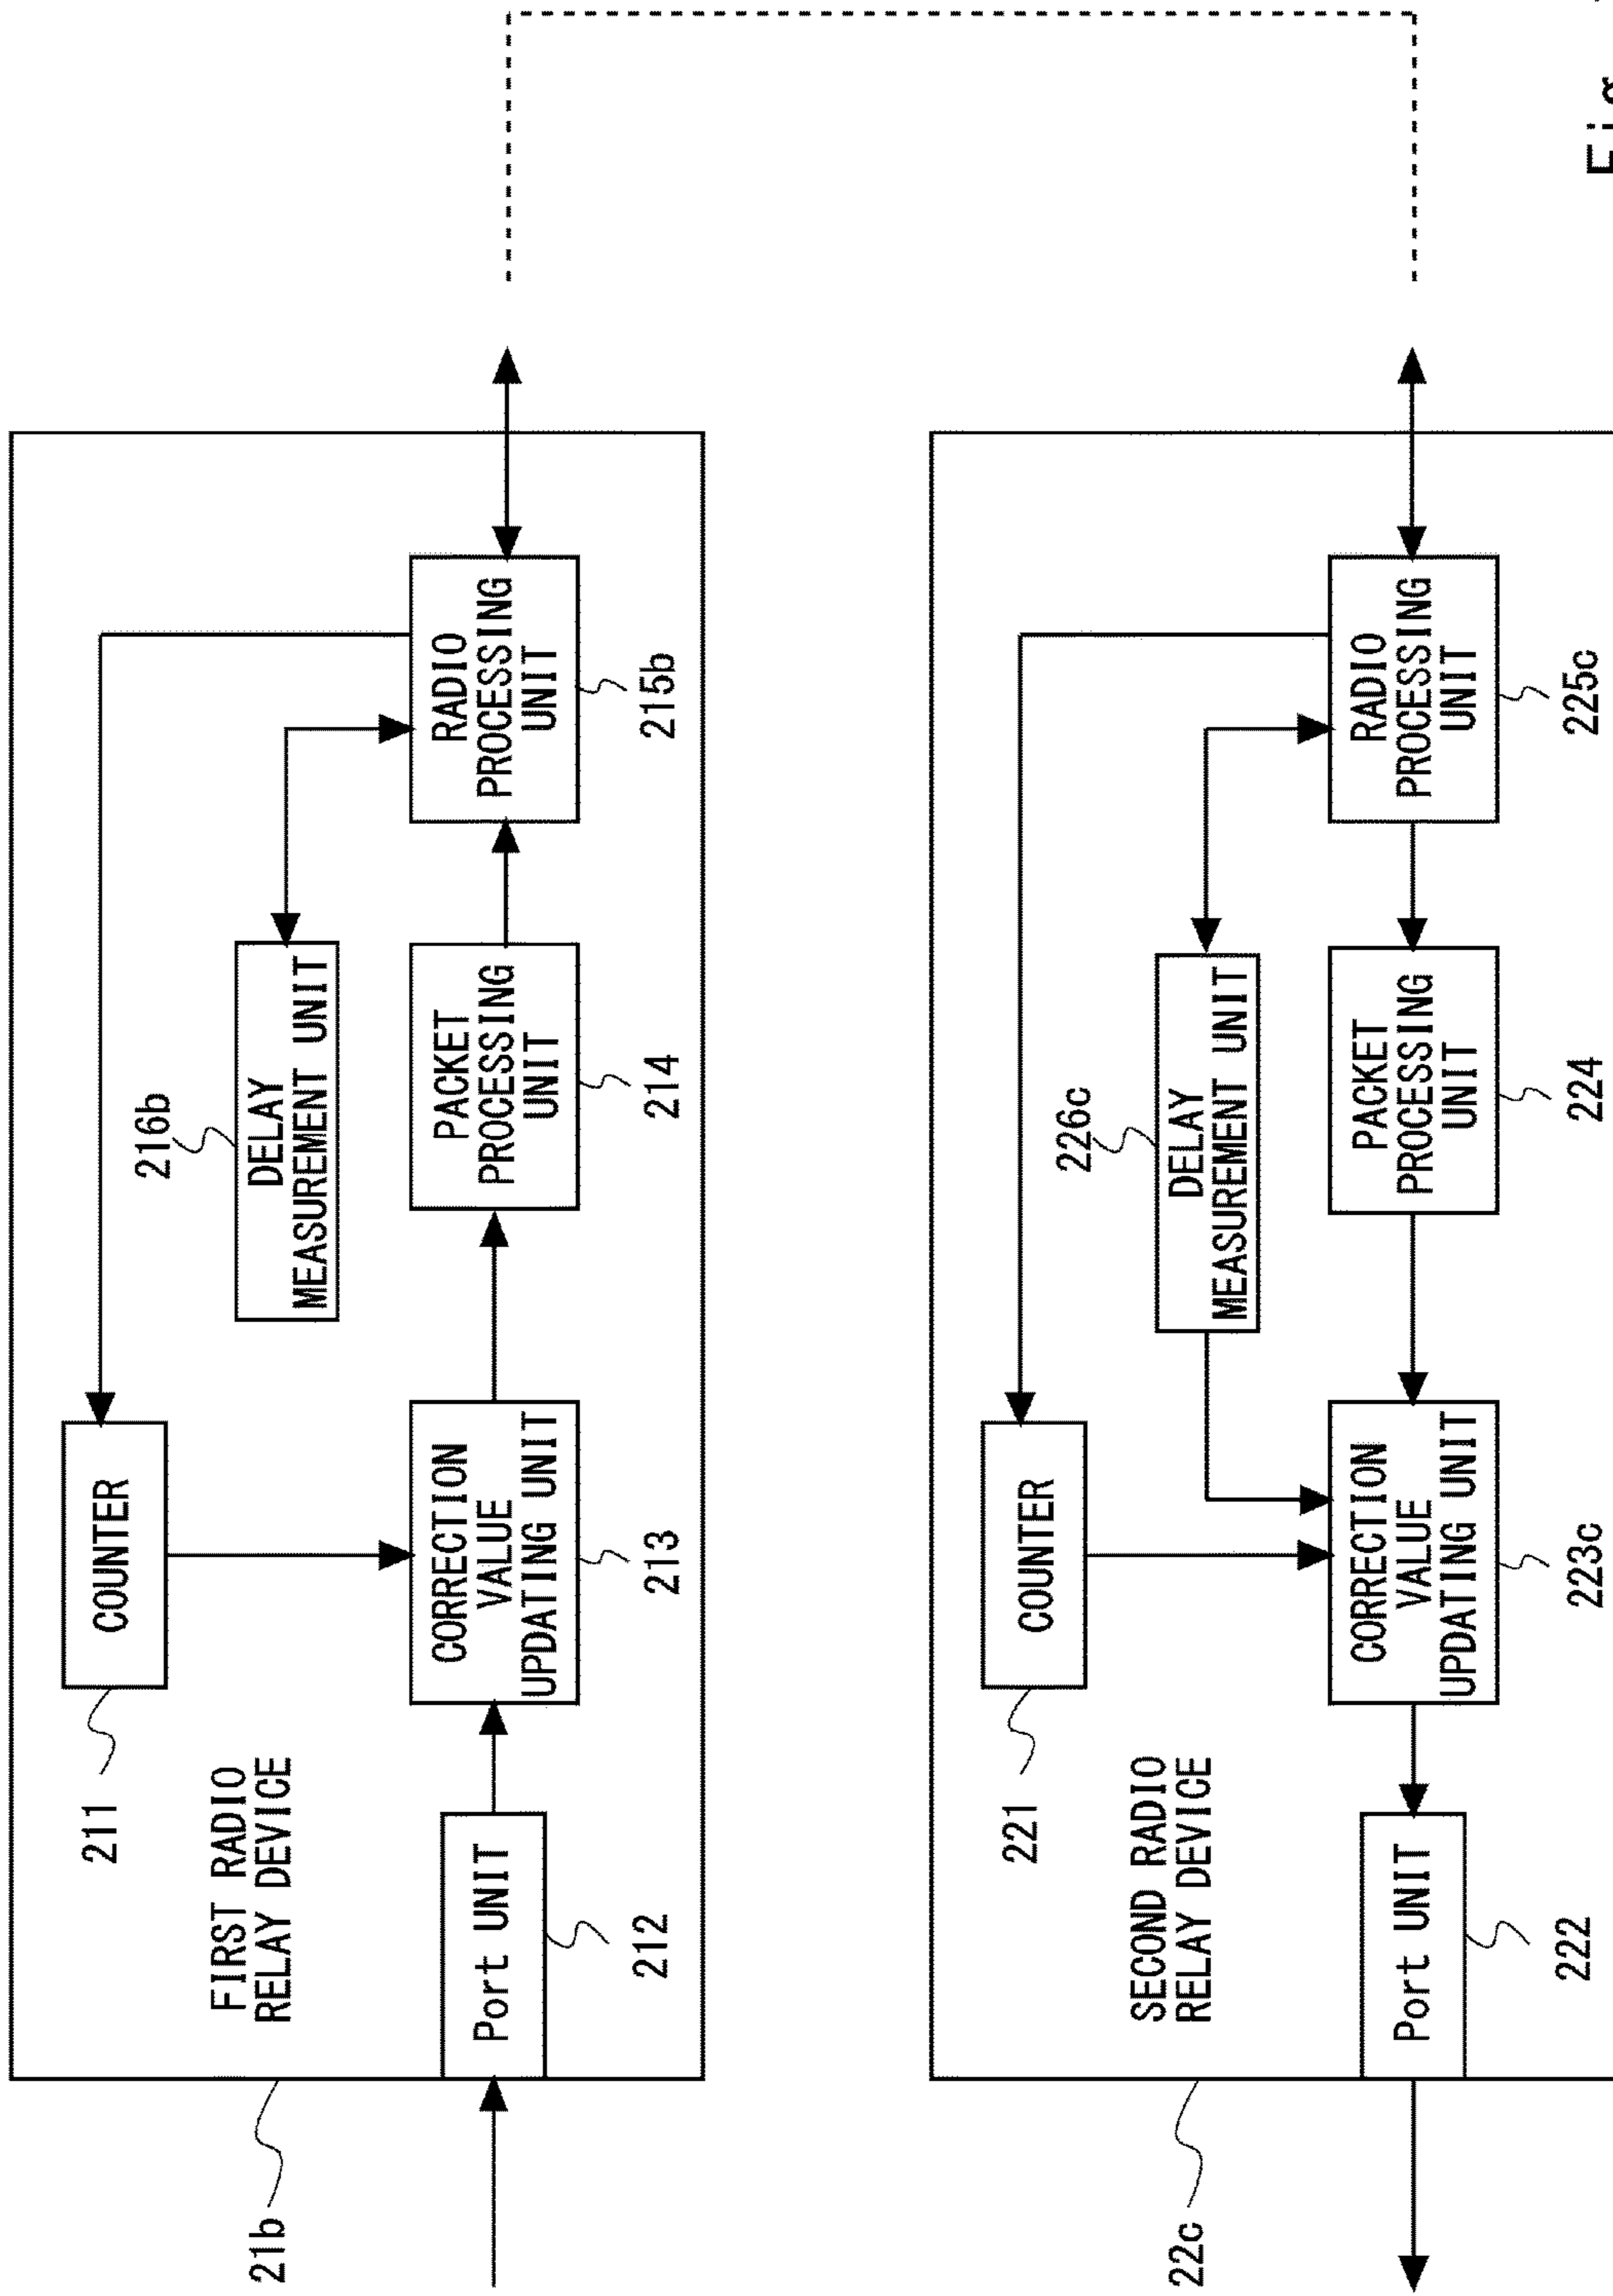 21b
FIRST RADIO
RELAY DEVICE
211
COUNTER
216b
DELAY
MEASUREMENT UNIT
Port UNIT
212
CORRECTION
VALUE
UPDATING UNIT
213
PACKET
PROCESSING
UNIT
214
RADIO
PROCESSING
UNIT
215b
22c
SECOND RADIO
RELAY DEVICE
221
COUNTER
226c
DELAY
MEASUREMENT UNIT
Port UNIT
222
CORRECTION
VALUE
UPDATING UNIT
223c
PACKET
PROCESSING
UNIT
224
RADIO
PROCESSING
UNIT
225c